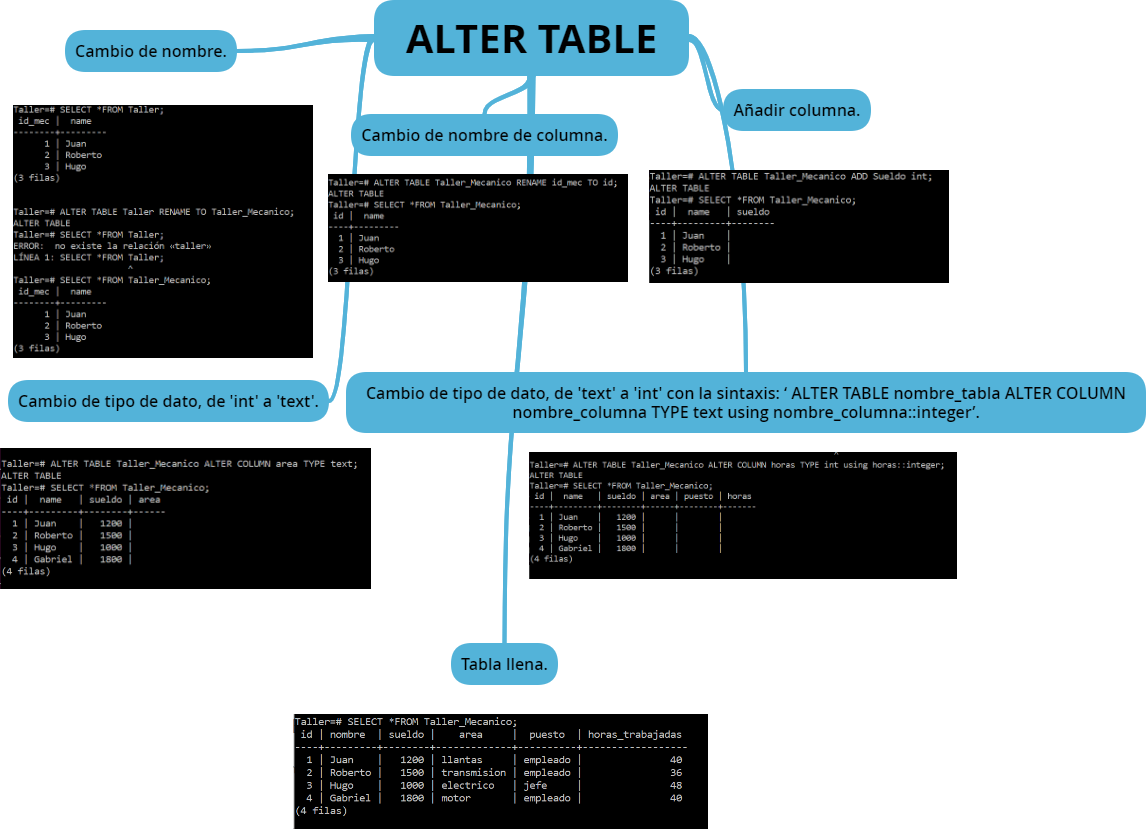 ALTER TABLE
Cambio de nombre.
Taller=# SELECT *FROM Taller;
 id_mec |  name
--------+---------
      1 | Juan
      2 | Roberto
      3 | Hugo
(3 filas)
Taller=# ALTER TABLE Taller RENAME TO Taller_Mecanico;
ALTER TABLE
Taller=# SELECT *FROM Taller;
ERROR:  no existe la relación «taller»
LÍNEA 1: SELECT *FROM Taller;
                      ^
Taller=# SELECT *FROM Taller_Mecanico;
 id_mec |  name
--------+---------
      1 | Juan
      2 | Roberto
      3 | Hugo
(3 filas)
Cambio de nombre de columna.
Taller=# ALTER TABLE Taller_Mecanico RENAME id_mec TO id;
ALTER TABLE
Taller=# SELECT *FROM Taller_Mecanico;
 id |  name
----+---------
  1 | Juan
  2 | Roberto
  3 | Hugo
(3 filas)
Añadir columna.
Taller=# ALTER TABLE Taller_Mecanico ADD Sueldo int;
ALTER TABLE
Taller=# SELECT *FROM Taller_Mecanico;
 id |  name   | sueldo
----+---------+--------
  1 | Juan    |
  2 | Roberto |
  3 | Hugo    |
(3 filas)
Cambio de tipo de dato, de 'int' a 'text'.
Taller=# ALTER TABLE Taller_Mecanico ALTER COLUMN area TYPE text;
ALTER TABLE
Taller=# SELECT *FROM Taller_Mecanico;
 id |  name   | sueldo | area
----+---------+--------+------
  1 | Juan    |   1200 |
  2 | Roberto |   1500 |
  3 | Hugo    |   1000 |
  4 | Gabriel |   1800 |
(4 filas)
Cambio de tipo de dato, de 'text' a 'int' con la sintaxis: ‘ ALTER TABLE nombre_tabla ALTER COLUMN
nombre_columna TYPE text using nombre_columna::integer’.
^
Taller=# ALTER TABLE Taller_Mecanico ALTER COLUMN horas TYPE int using horas::integer;
ALTER TABLE
Taller=# SELECT *FROM Taller_Mecanico;
 id |  name   | sueldo | area | puesto | horas
----+---------+--------+------+--------+-------
  1 | Juan    |   1200 |      |        |
  2 | Roberto |   1500 |      |        |
  3 | Hugo    |   1000 |      |        |
  4 | Gabriel |   1800 |      |        |
(4 filas)
Tabla llena.
Taller=# SELECT *FROM Taller_Mecanico;
 id | nombre  | sueldo |    area     |  puesto  | horas_trabajadas
----+---------+--------+-------------+----------+------------------
  1 | Juan    |   1200 | llantas     | empleado |               40
  2 | Roberto |   1500 | transmision | empleado |               36
  3 | Hugo    |   1000 | electrico   | jefe     |               48
  4 | Gabriel |   1800 | motor       | empleado |               40
(4 filas)